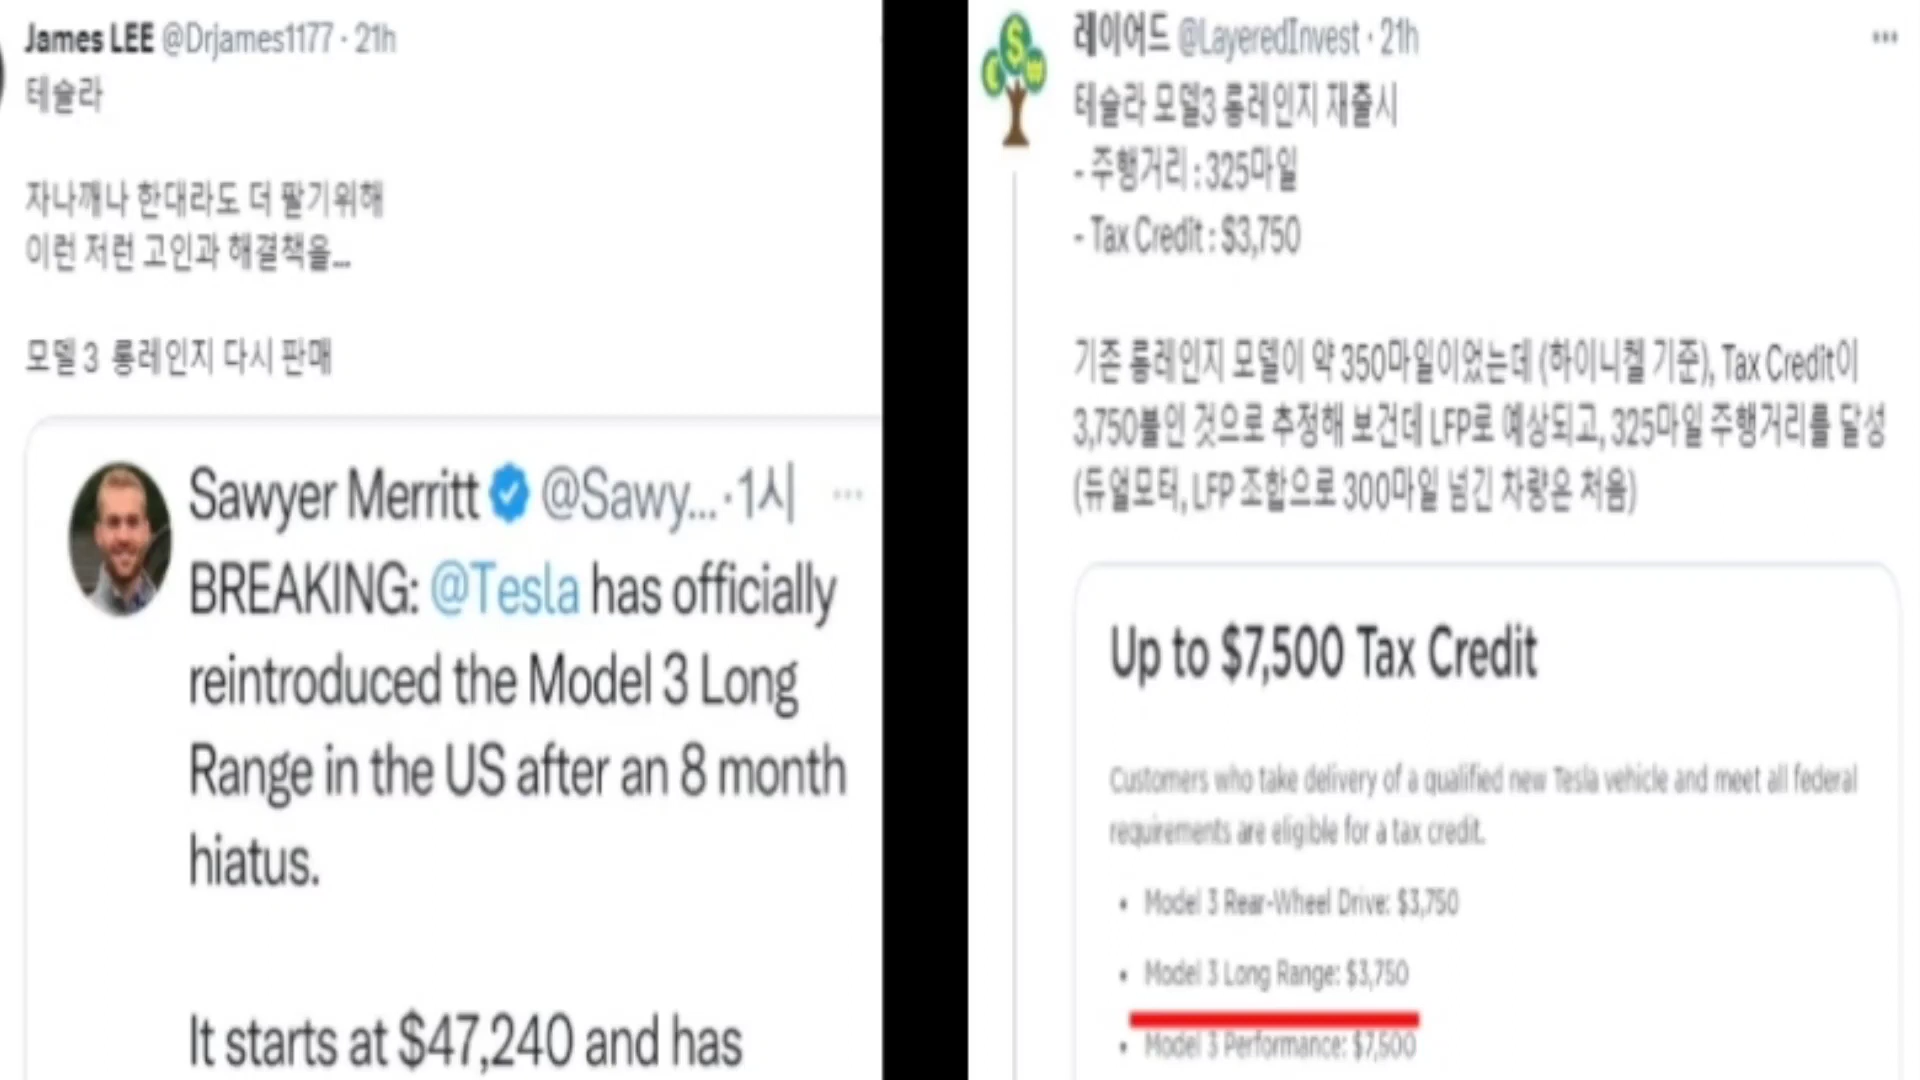 James LEE @Drjames1177 · 21h
테슬라
자나깨나 한대라도 더 팔기위해
이런 저런 고인과 해결책을...
모델 3 롱레인지 다시 판매
Sawyer Merritt @Sawy... · 1시
BREAKING: @Tesla has officially
reintroduced the Model 3 Long
Range in the US after an 8 month
hiatus.
It starts at $47,240 and has
레이어드 @LayeredInvest · 21h
테슬라 모델3 롱레인지 재출시
- 주행거리 : 325마일
- Tax Credit : $3,750
기존 롱레인지 모델이 약 350마일이었는데 (하이니켈 기준), Tax Credit이
3,750불인 것으로 추정해 보건데 LFP로 예상되고, 325마일 주행거리를 달성
(듀얼모터, LFP 조합으로 300마일 넘긴 차량은 처음)
Up to $7,500 Tax Credit
Customers who take delivery of a qualified new Tesla vehicle and meet all federal
requirements are eligible for a tax credit.
• Model 3 Rear-Wheel Drive: $3,750
• Model 3 Long Range: $3,750
• Model 3 Performance: $7,500